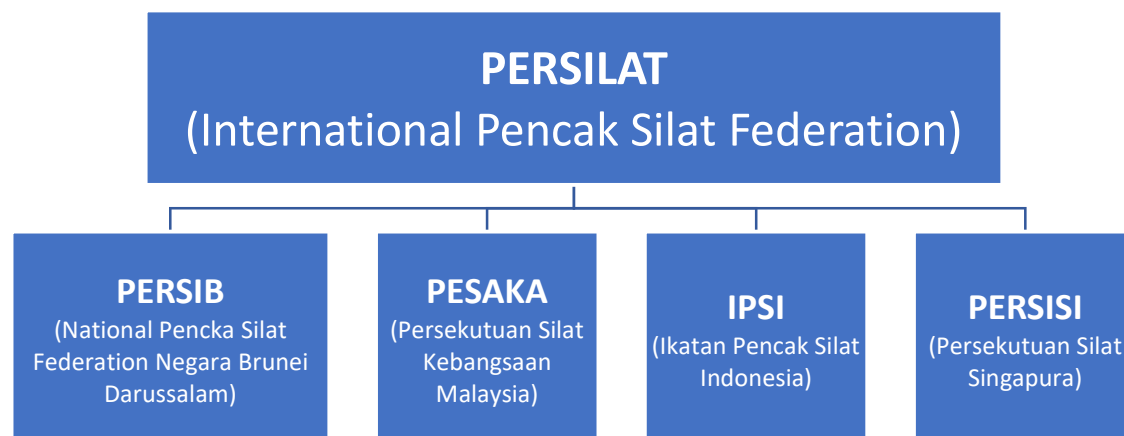 PERSILAT
(International Pencak Silat Federation)
PERSIB
(National Pencka Silat
Federation Negara Brunei
Darussalam)
PESAKA
(Persekutuan Silat
Kebangsaan
Malaysia)
IPSI
(Ikatan Pencak Silat
Indonesia)
PERSISI
(Persekutuan Silat
Singapura)